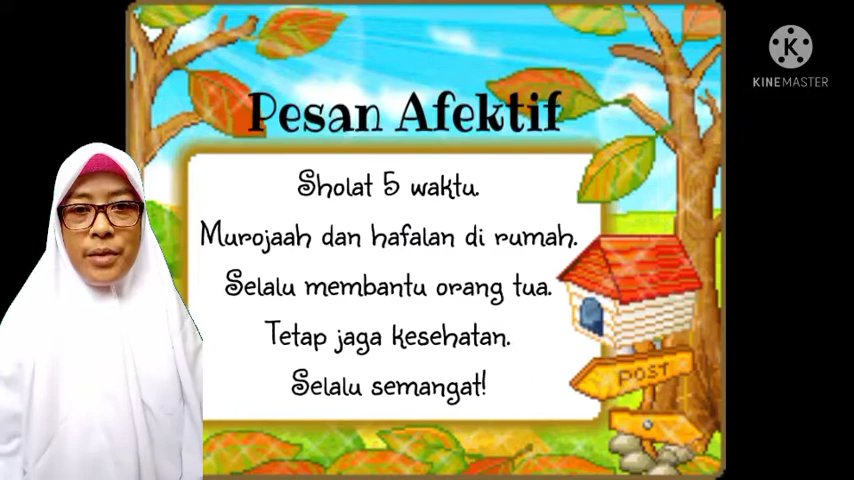 Pesan Afektif
Sholat 5 waktu.
Murojaah dan hafalan di rumah.
Selalu membantu orang tua.
Tetap jaga kesehatan.
Selalu semangat!
POST
K
KINEMASTER